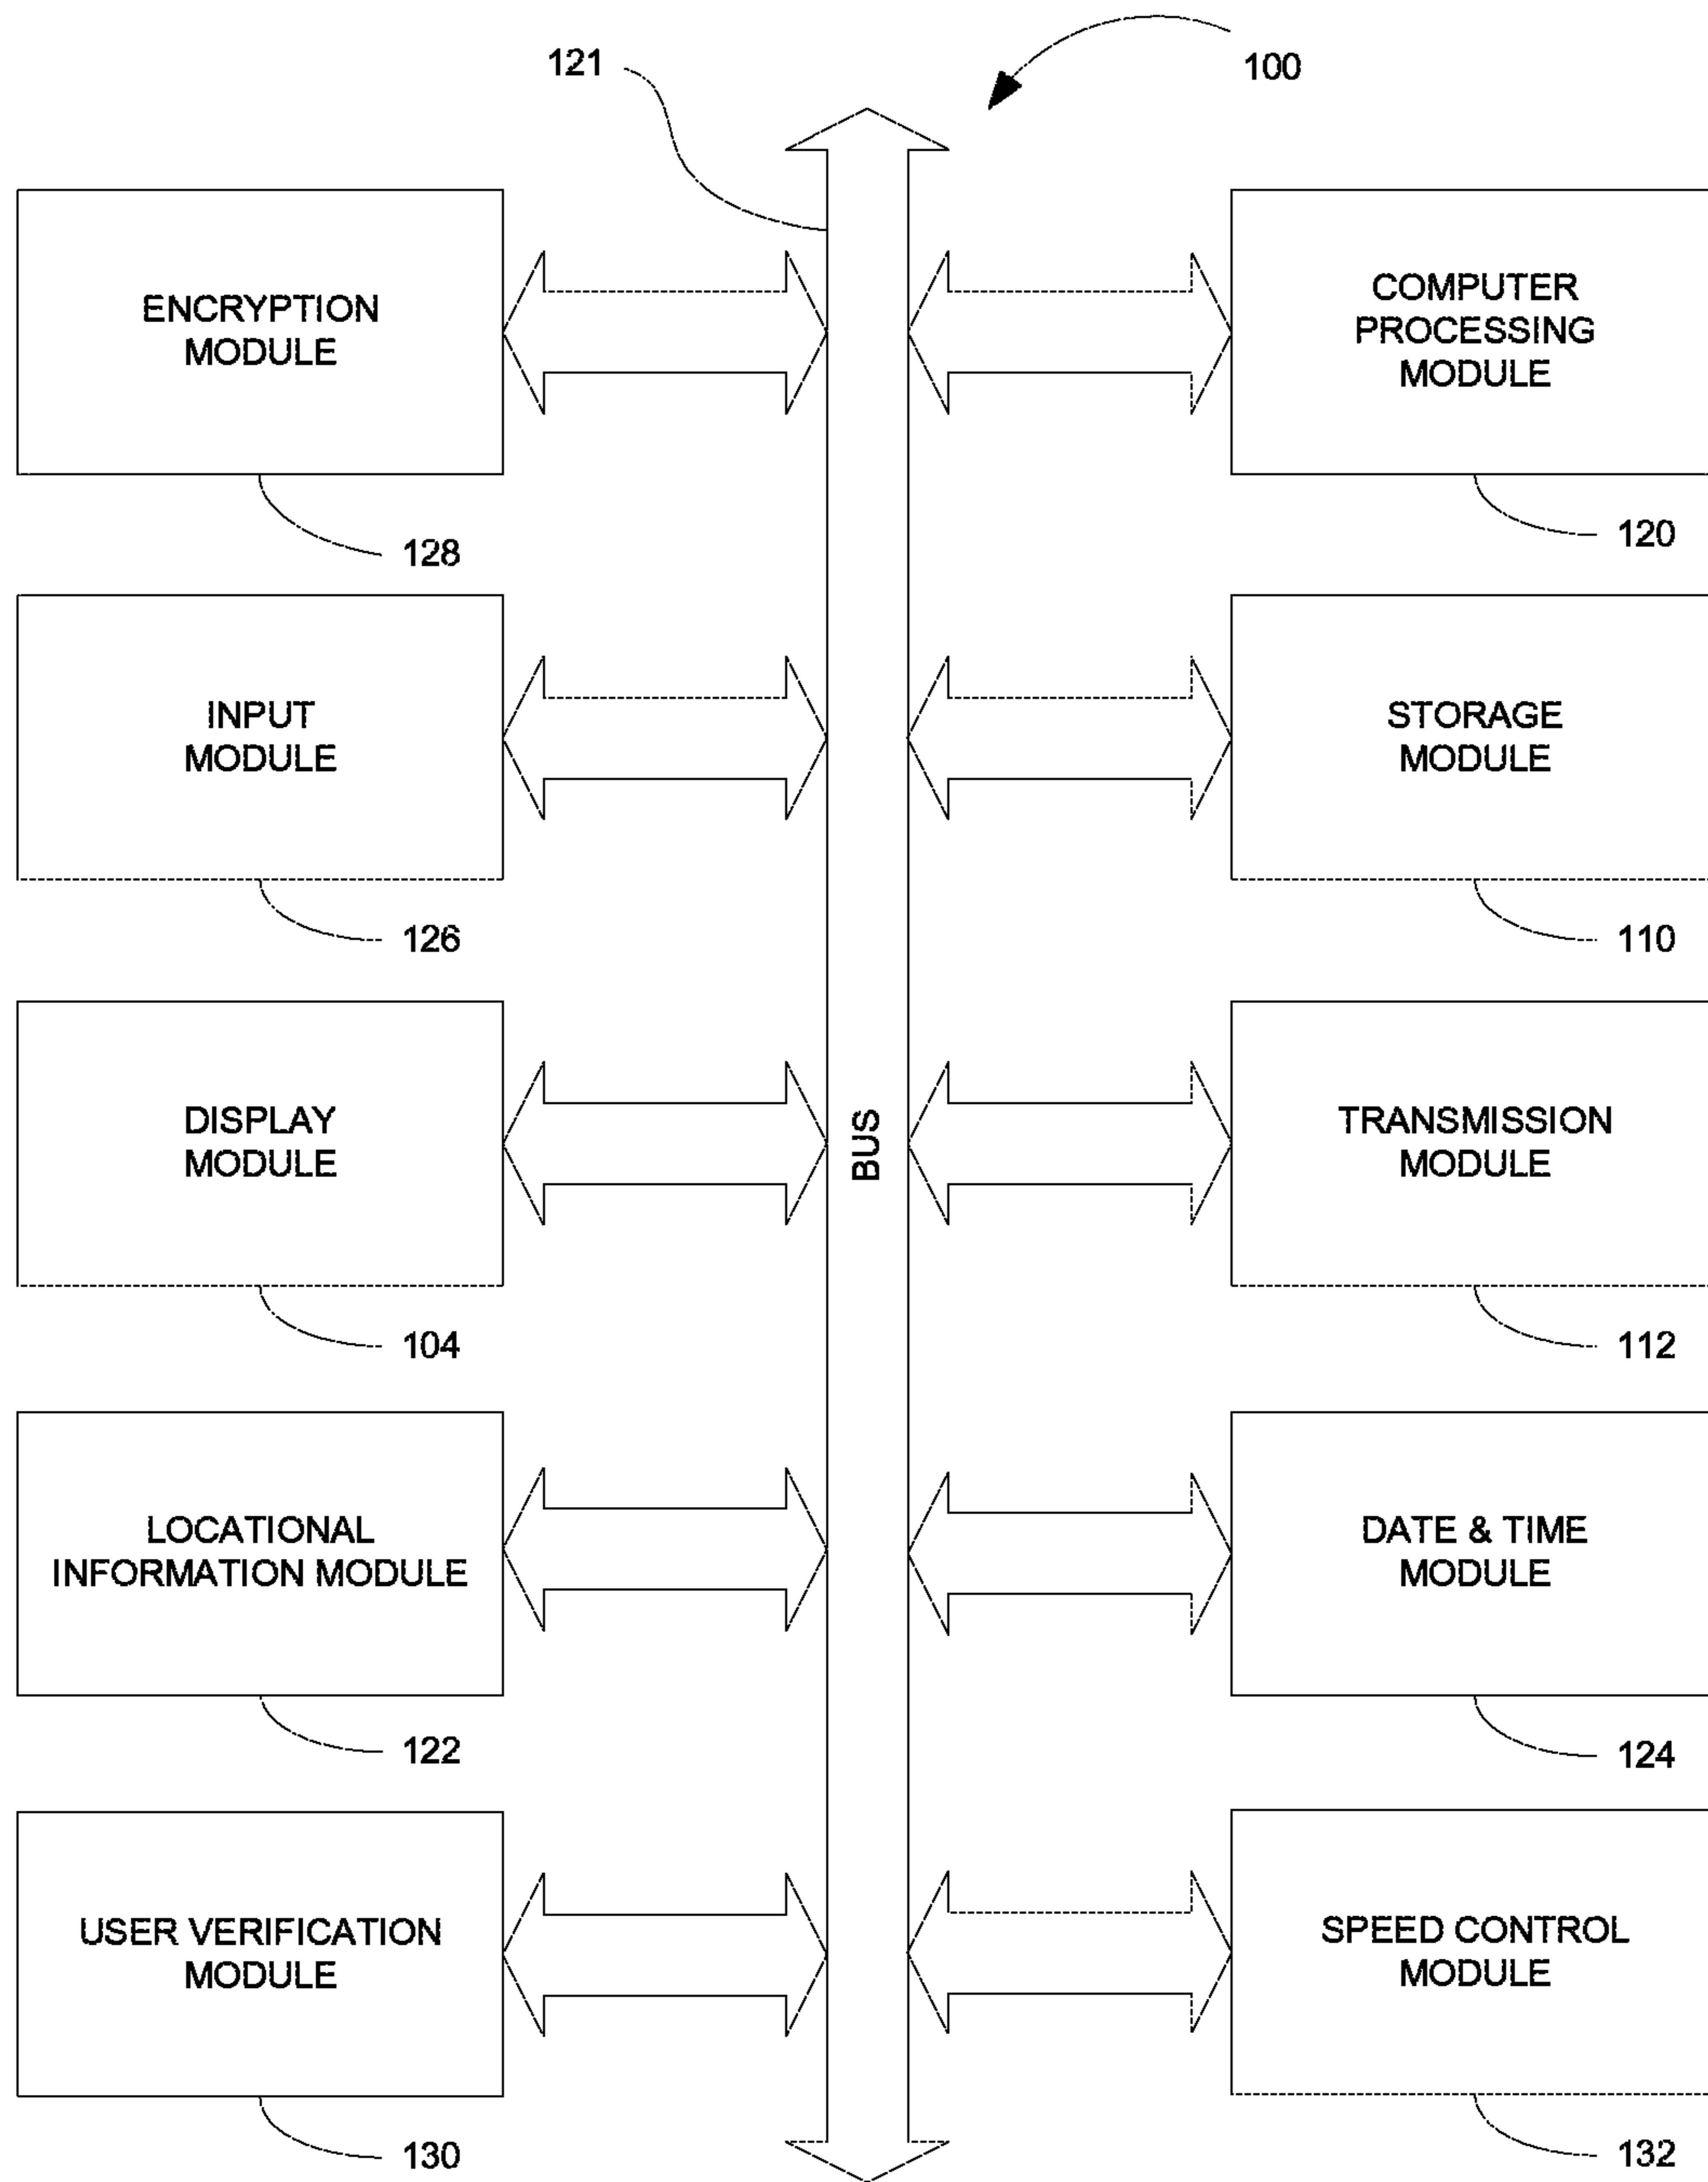 121
100
ENCRYPTION
MODULE
128
COMPUTER
PROCESSING
MODULE
120
INPUT
MODULE
126
STORAGE
MODULE
110
DISPLAY
MODULE
104
BUS
TRANSMISSION
MODULE
112
LOCATIONAL
INFORMATION MODULE
122
DATE & TIME
MODULE
124
USER VERIFICATION
MODULE
130
SPEED CONTROL
MODULE
132